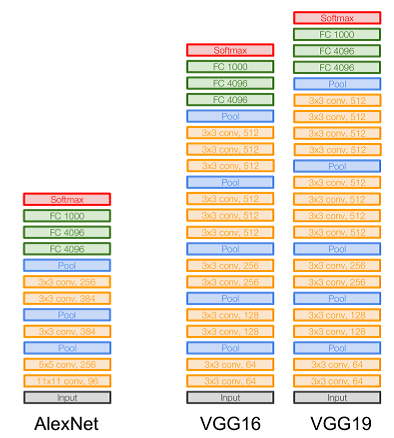 Softmax
FC 1000
FC 4096
FC 4096
Pool
3x3 conv, 256
3x3 conv, 384
Pool
3x3 conv, 384
Pool
5x5 conv, 256
11x11 conv, 96
Input
AlexNet
Softmax
FC 1000
FC 4096
FC 4096
Pool
3x3 conv, 512
3x3 conv, 512
3x3 conv, 512
Pool
3x3 conv, 512
3x3 conv, 512
3x3 conv, 512
Pool
3x3 conv, 256
3x3 conv, 256
Pool
3x3 conv, 128
3x3 conv, 128
Pool
3x3 conv, 64
3x3 conv, 64
Input
VGG16
Softmax
FC 1000
FC 4096
FC 4096
Pool
3x3 conv, 512
3x3 conv, 512
3x3 conv, 512
3x3 conv, 512
Pool
3x3 conv, 512
3x3 conv, 512
3x3 conv, 512
3x3 conv, 512
Pool
3x3 conv, 256
3x3 conv, 256
Pool
3x3 conv, 128
3x3 conv, 128
Pool
3x3 conv, 64
3x3 conv, 64
Input
VGG19